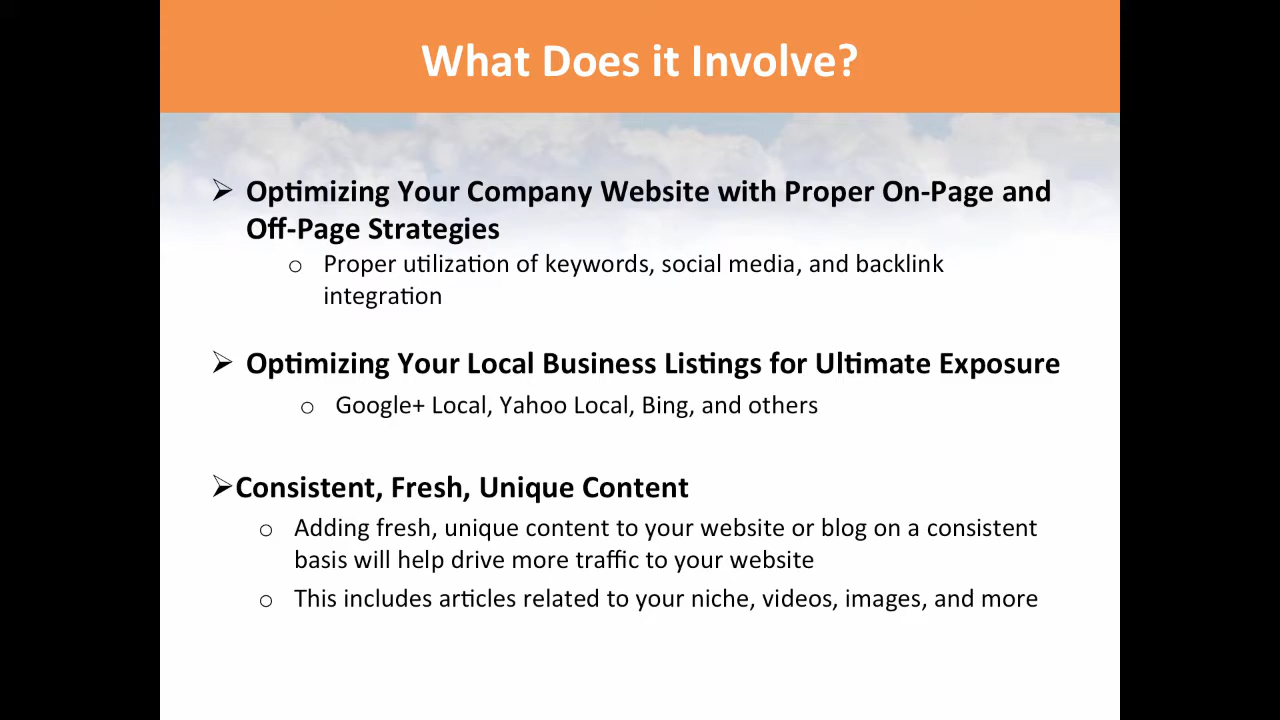 What Does it Involve?
➢ Optimizing Your Company Website with Proper On-Page and
Off-Page Strategies
o Proper utilization of keywords, social media, and backlink
integration
➢ Optimizing Your Local Business Listings for Ultimate Exposure
o Google+ Local, Yahoo Local, Bing, and others
➢Consistent, Fresh, Unique Content
o Adding fresh, unique content to your website or blog on a consistent
basis will help drive more traffic to your website
o This includes articles related to your niche, videos, images, and more